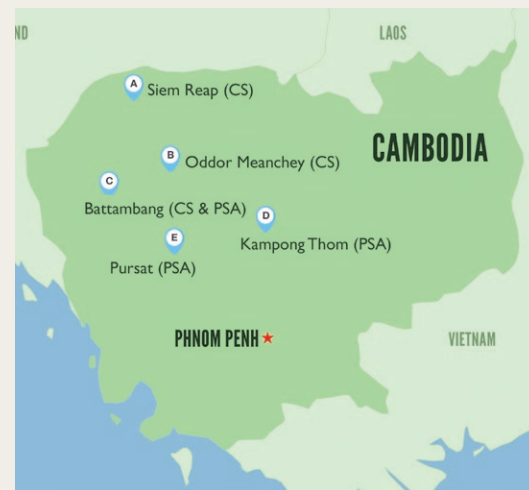 ND
LAOS
A
Siem Reap (CS)
CAMBODIA
B
Oddor Meanchey (CS)
C
Battambang (CS & PSA)
D
Kampong Thom (PSA)
E
Pursat (PSA)
PHNOM PENH
VIETNAM